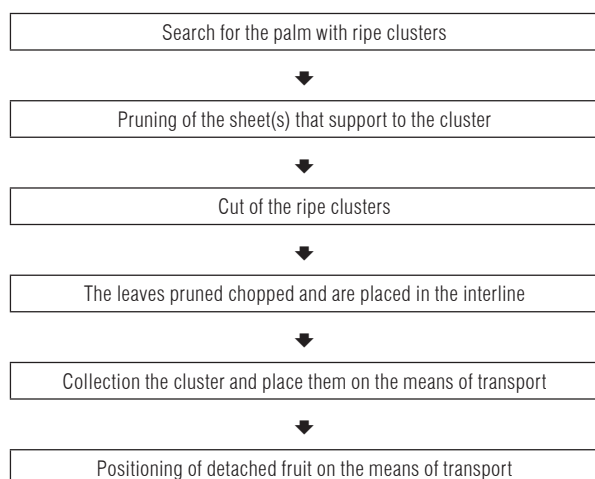 Search for the palm with ripe clusters
Pruning of the sheet(s) that support to the cluster
Cut of the ripe clusters
The leaves pruned chopped and are placed in the interline
Collection the cluster and place them on the means of transport
Positioning of detached fruit on the means of transport